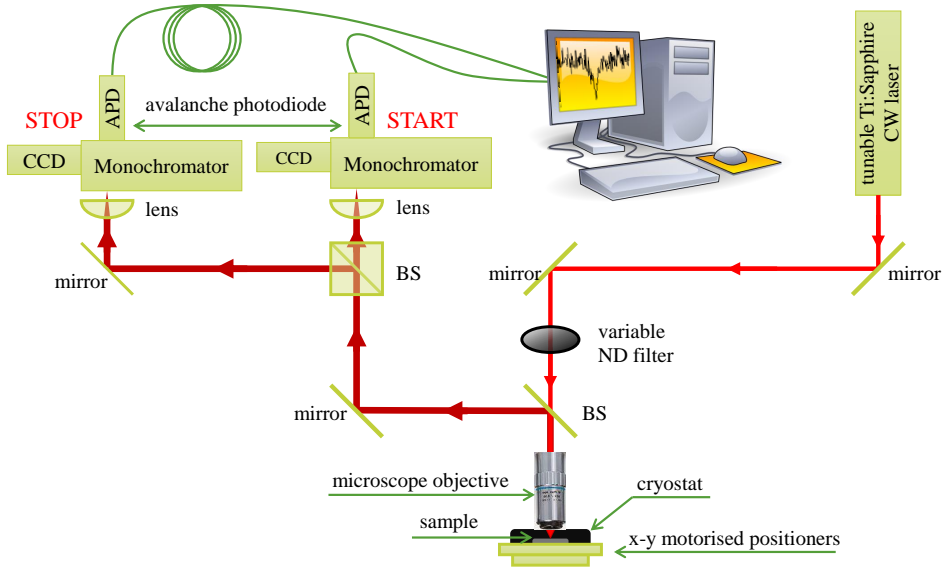 STOP
APD
avalanche photodiode
APD
START
CCD
Monochromator
CCD
Monochromator
tunable Ti:Sapphire
CW laser
lens
lens
mirror
BS
mirror
mirror
variable
ND filter
mirror
BS
microscope objective
cryostat
sample
x-y motorised positioners